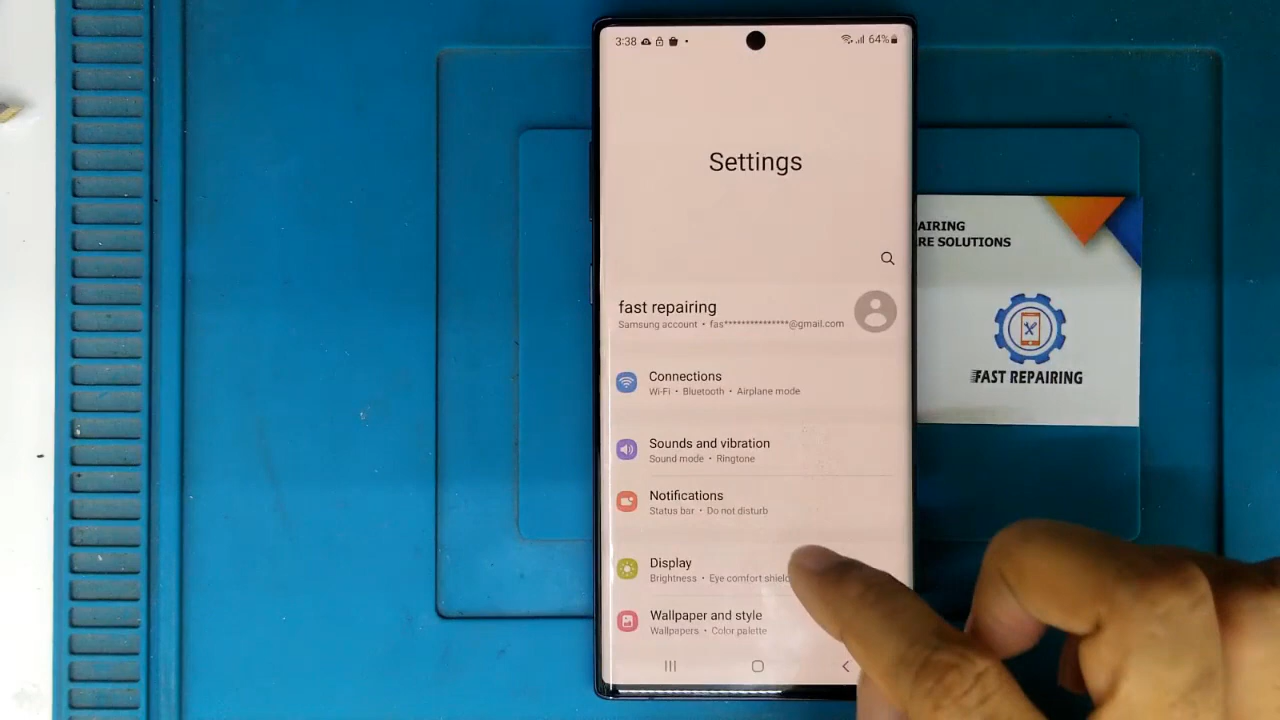 3:38
64%
Settings
fast repairing
Samsung account • fas***************@gmail.com
Connections
Wi-Fi • Bluetooth • Airplane mode
Sounds and vibration
Sound mode • Ringtone
Notifications
Status bar • Do not disturb
Display
Brightness • Eye comfort shield
Wallpaper and style
Wallpapers • Color palette
AIRING
RE SOLUTIONS
FAST REPAIRING